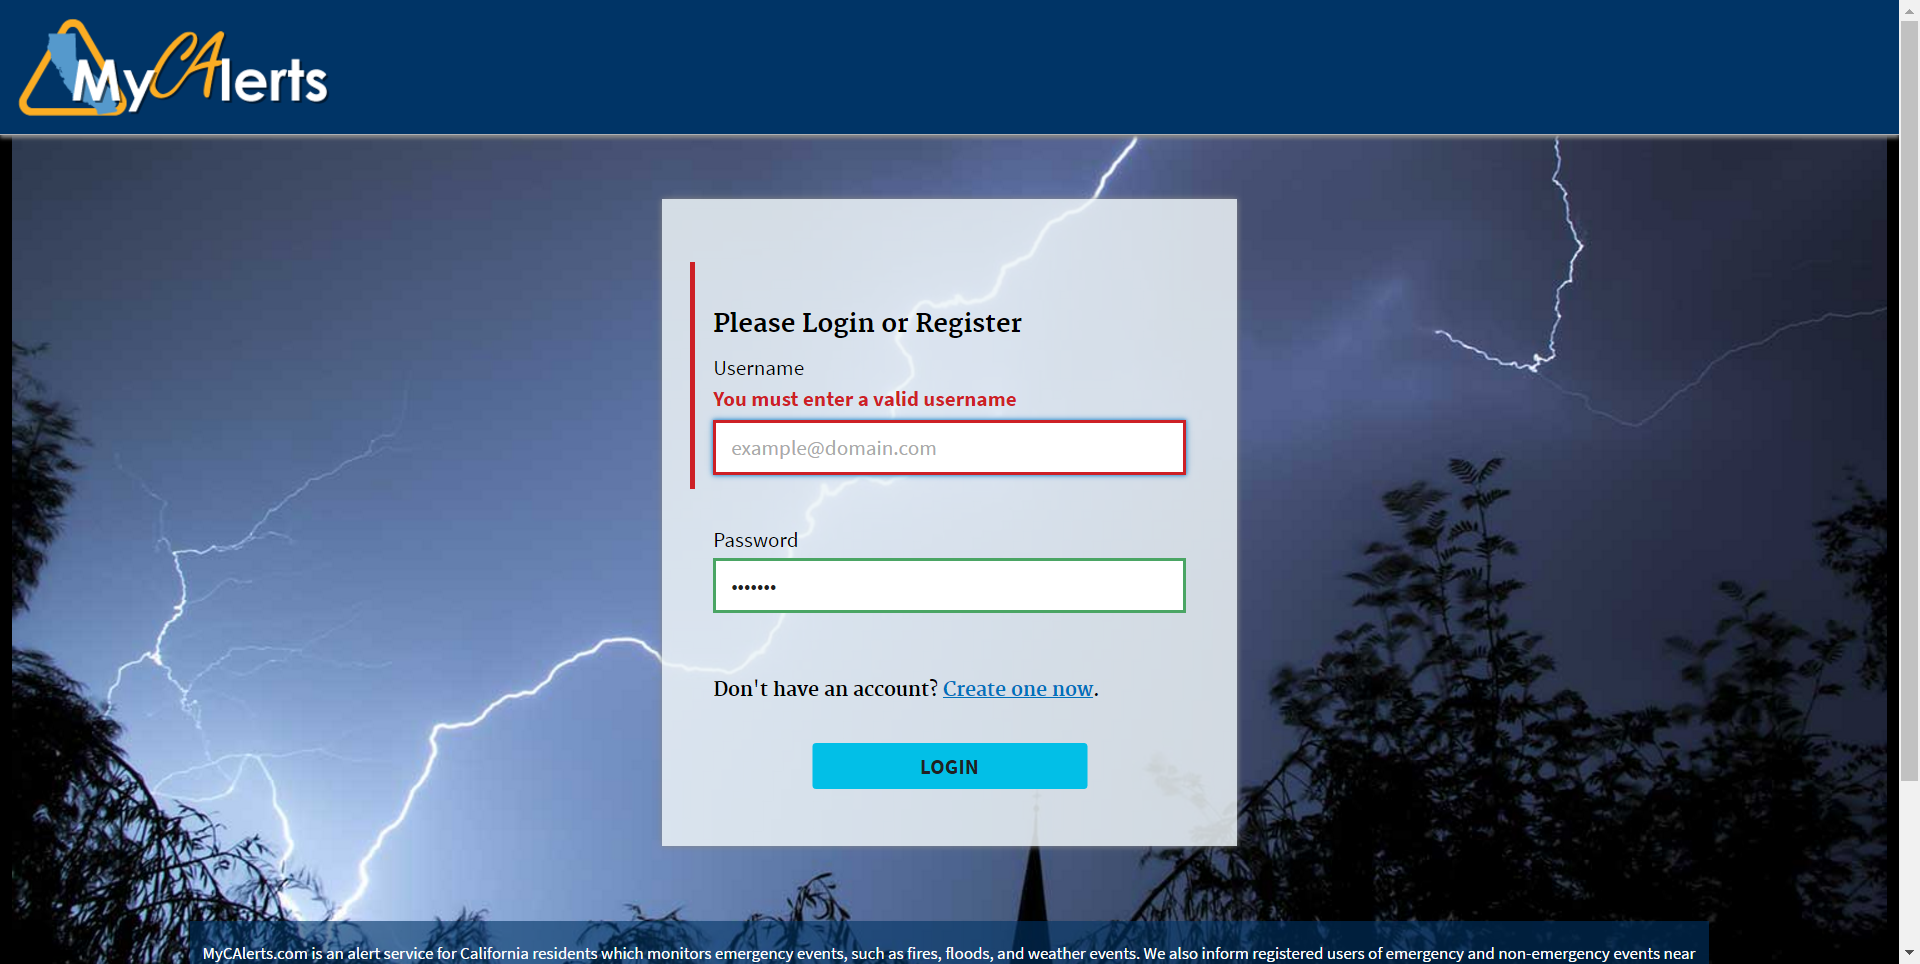 MyCAlerts
Please Login or Register
Username
You must enter a valid username
example@domain.com
Password
•••••••
Don't have an account? Create one now.
LOGIN
MyCAlerts.com is an alert service for California residents which monitors emergency events, such as fires, floods, and weather events. We also inform registered users of emergency and non-emergency events near